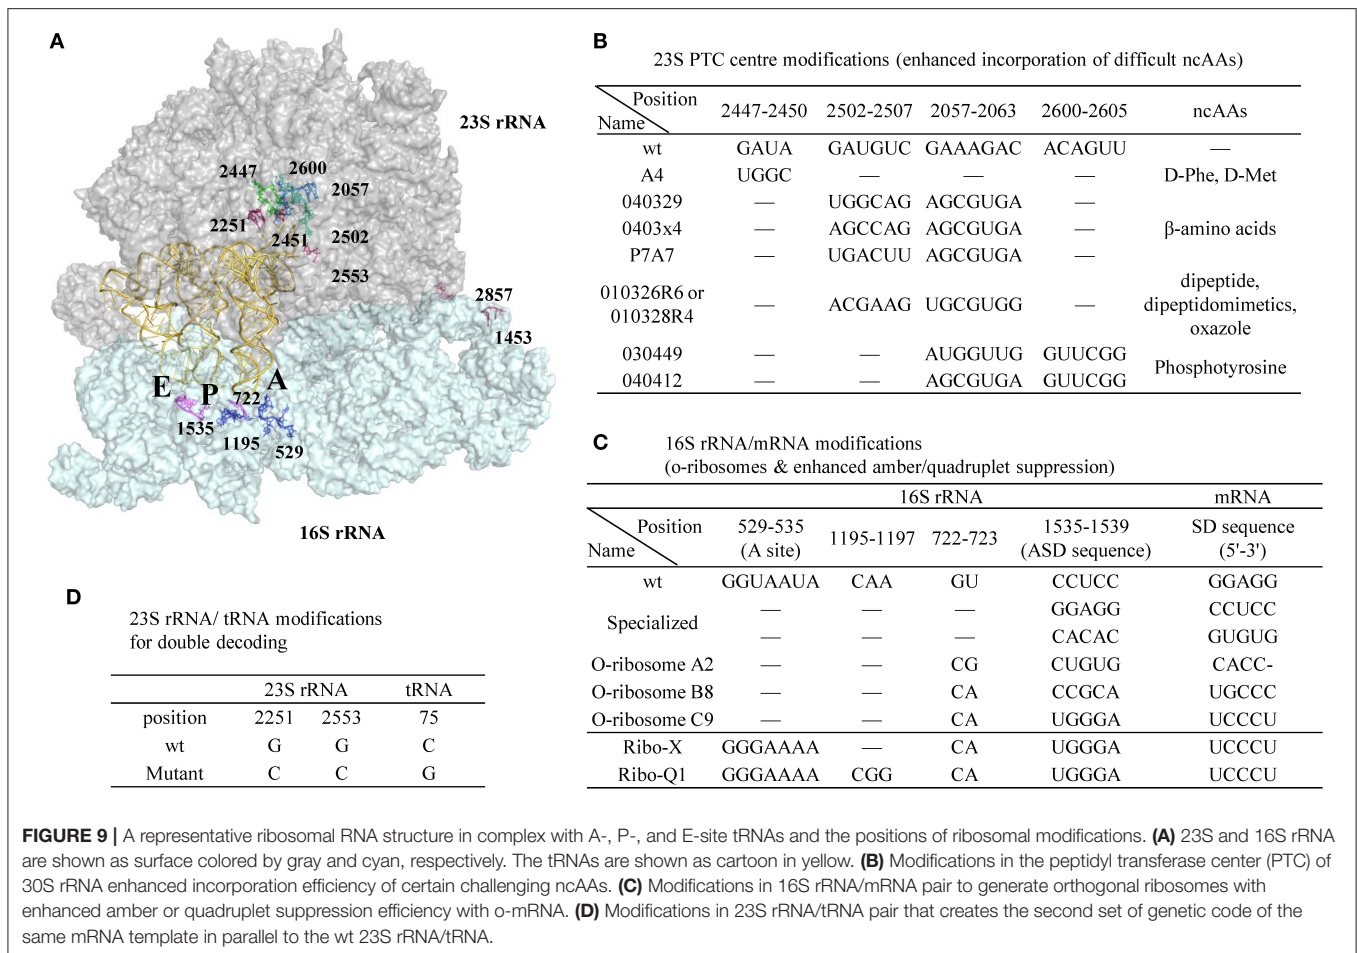 A
23S rRNA
2447
2600
2057
2251
2451
2502
2553
2857
1453
E
P
A
722
1535
1195
529
16S rRNA
B
23S PTC centre modifications (enhanced incorporation of difficult ncAAs)
Position
Name
2447-2450 2502-2507 2057-2063 2600-2605 ncAAs
wt GAUA GAUGUC GAAAGAC ACAGUU —
A4 UGGC — — — D-Phe, D-Met
040329 — UGGCAG AGCGUGA —
0403x4 — AGCCAG AGCGUGA — β-amino acids
P7A7 — UGACUU AGCGUGA —
010326R6 or
010328R4
— ACGAAG UGCGUGG —
dipeptide,
dipeptidomimetics,
oxazole
030449 — — AUGGUUG GUUCGG
Phosphotyrosine
040412 — — AGCGUGA GUUCGG
C
16S rRNA/mRNA modifications
(o-ribosomes & enhanced amber/quadruplet suppression)
16S rRNA mRNA
Position
Name
529-535
(A site)
1195-1197
722-723
1535-1539
(ASD sequence)
SD sequence
(5'-3')
wt GGUAAUA CAA GU CCUCC GGAGG
Specialized
— — — GGAGG CCUCC
— — — CACAC GUGUG
O-ribosome A2 — — CG CUGUG CACC-
O-ribosome B8 — — CA CCGCA UGCCC
O-ribosome C9 — — CA UGGGA UCCCU
Ribo-X GGGAAAA — CA UGGGA UCCCU
Ribo-Q1 GGGAAAA CGG CA UGGGA UCCCU
D
23S rRNA/ tRNA modifications
for double decoding
23S rRNA tRNA
position 2251 2553 75
wt G G C
Mutant C C G
FIGURE 9 | A representative ribosomal RNA structure in complex with A-, P-, and E-site tRNAs and the positions of ribosomal modifications. (A) 23S and 16S rRNA
are shown as surface colored by gray and cyan, respectively. The tRNAs are shown as cartoon in yellow. (B) Modifications in the peptidyl transferase center (PTC) of
30S rRNA enhanced incorporation efficiency of certain challenging ncAAs. (C) Modifications in 16S rRNA/mRNA pair to generate orthogonal ribosomes with
enhanced amber or quadruplet suppression efficiency with o-mRNA. (D) Modifications in 23S rRNA/tRNA pair that creates the second set of genetic code of the
same mRNA template in parallel to the wt 23S rRNA/tRNA.